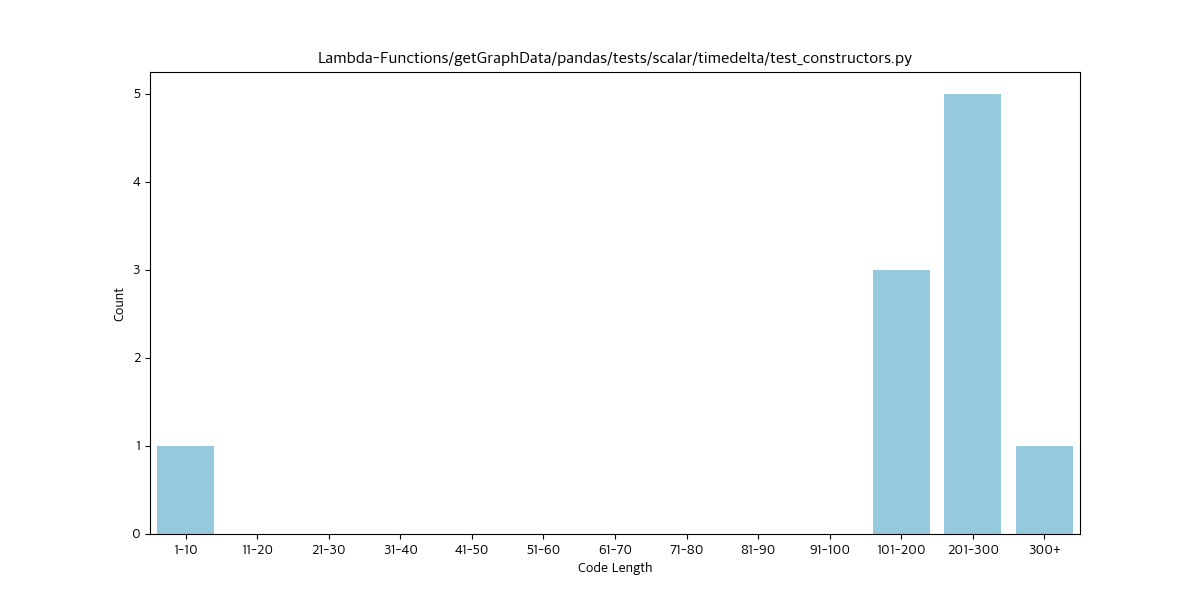 Lambda-Functions/getGraphData/pandas/tests/scalar/timedelta/test_constructors.py
5
4
3
2
1
0
Count
1-10 11-20 21-30 31-40 41-50 51-60 61-70 71-80 81-90 91-100 101-200 201-300 300+
Code Length